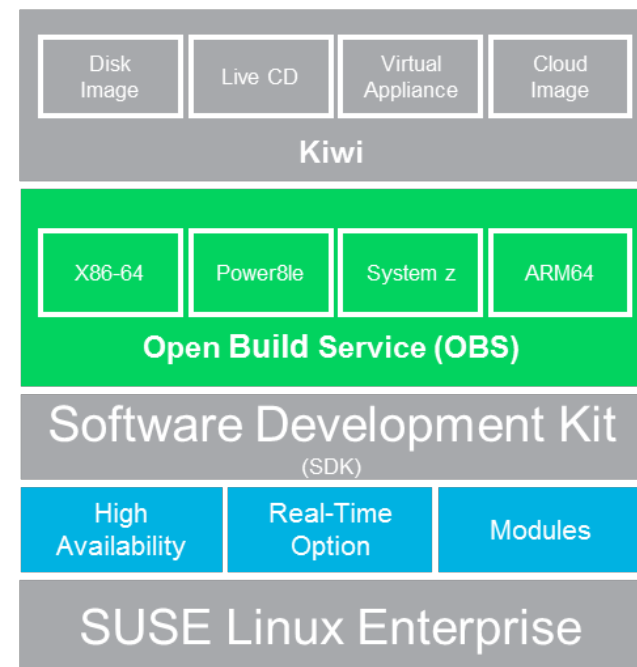 Disk
Image
Live CD
Virtual
Appliance
Cloud
Image
Kiwi
X86-64
Power8le
System z
ARM64
Open Build Service (OBS)
Software Development Kit
(SDK)
High
Availability
Real-Time
Option
Modules
SUSE Linux Enterprise